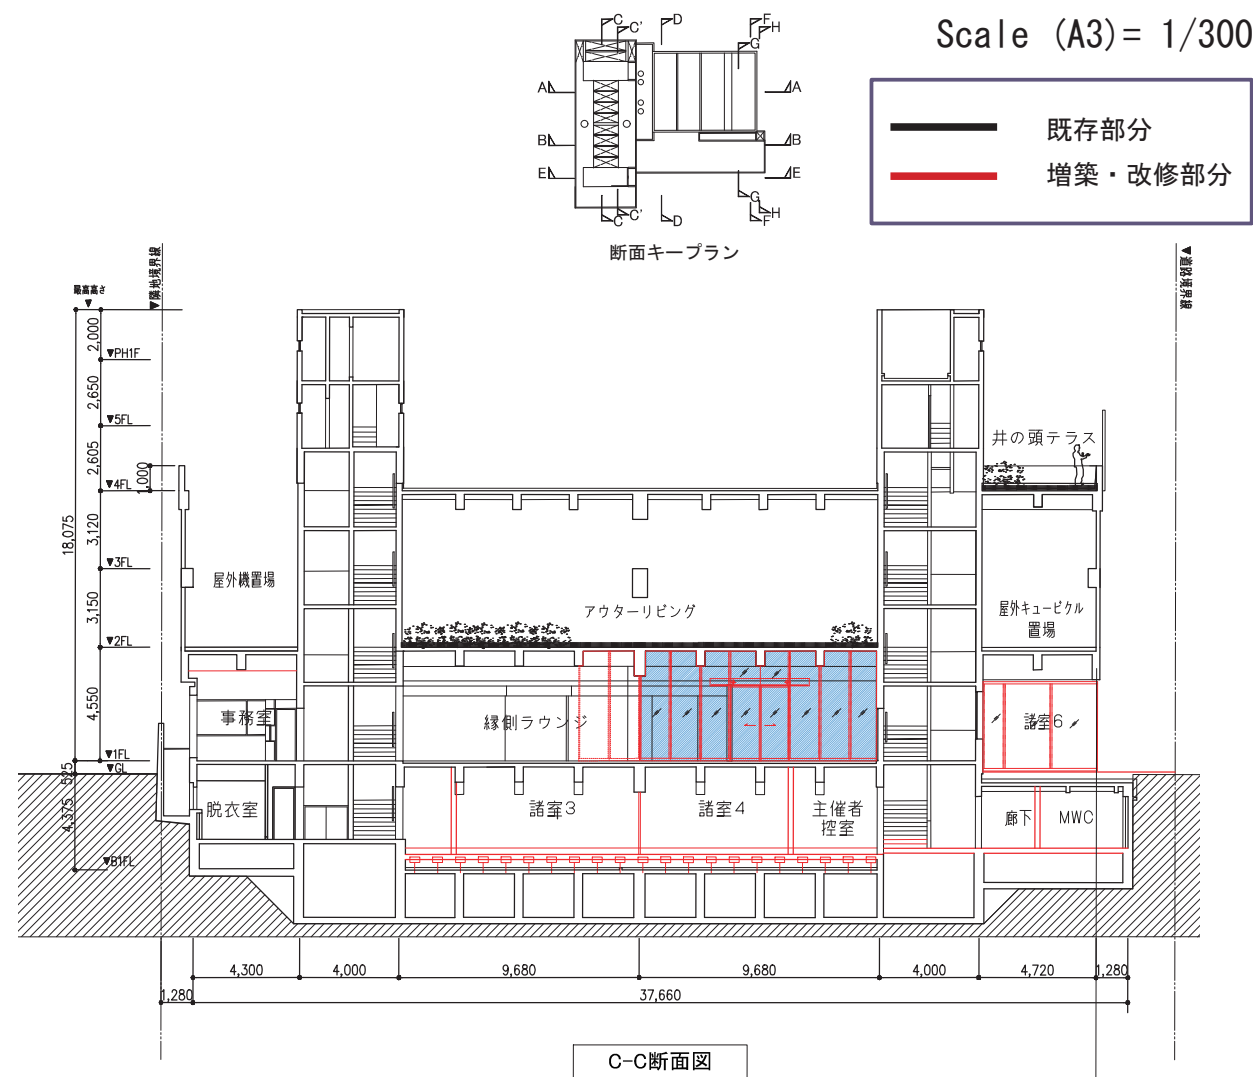 Scale (A3)= 1/300
既存部分
増築・改修部分
C
C'
D
F
H
G
A
A
B
B
E
E
G
C
C'
D
F
H
断面キープラン
▼隣地境界線
▼道路境界線
最高高さ
▼
2,000
▼PH1F
2,650
▼5FL
2,605
1,000
▼4FL
3,120
18,075
▼3FL
3,150
▼2FL
4,550
▼1FL
▼GL
525
4,375
▼B1FL
井の頭テラス
屋外機置場
アウターリビング
屋外キュービクル
置場
事務室
縁側ラウンジ
諸室6
脱衣室
諸室3
諸室4
主催者
控室
廊下
MWC
4,300
4,000
9,680
9,680
4,000
4,720
1,280
1,280
37,660
C-C断面図